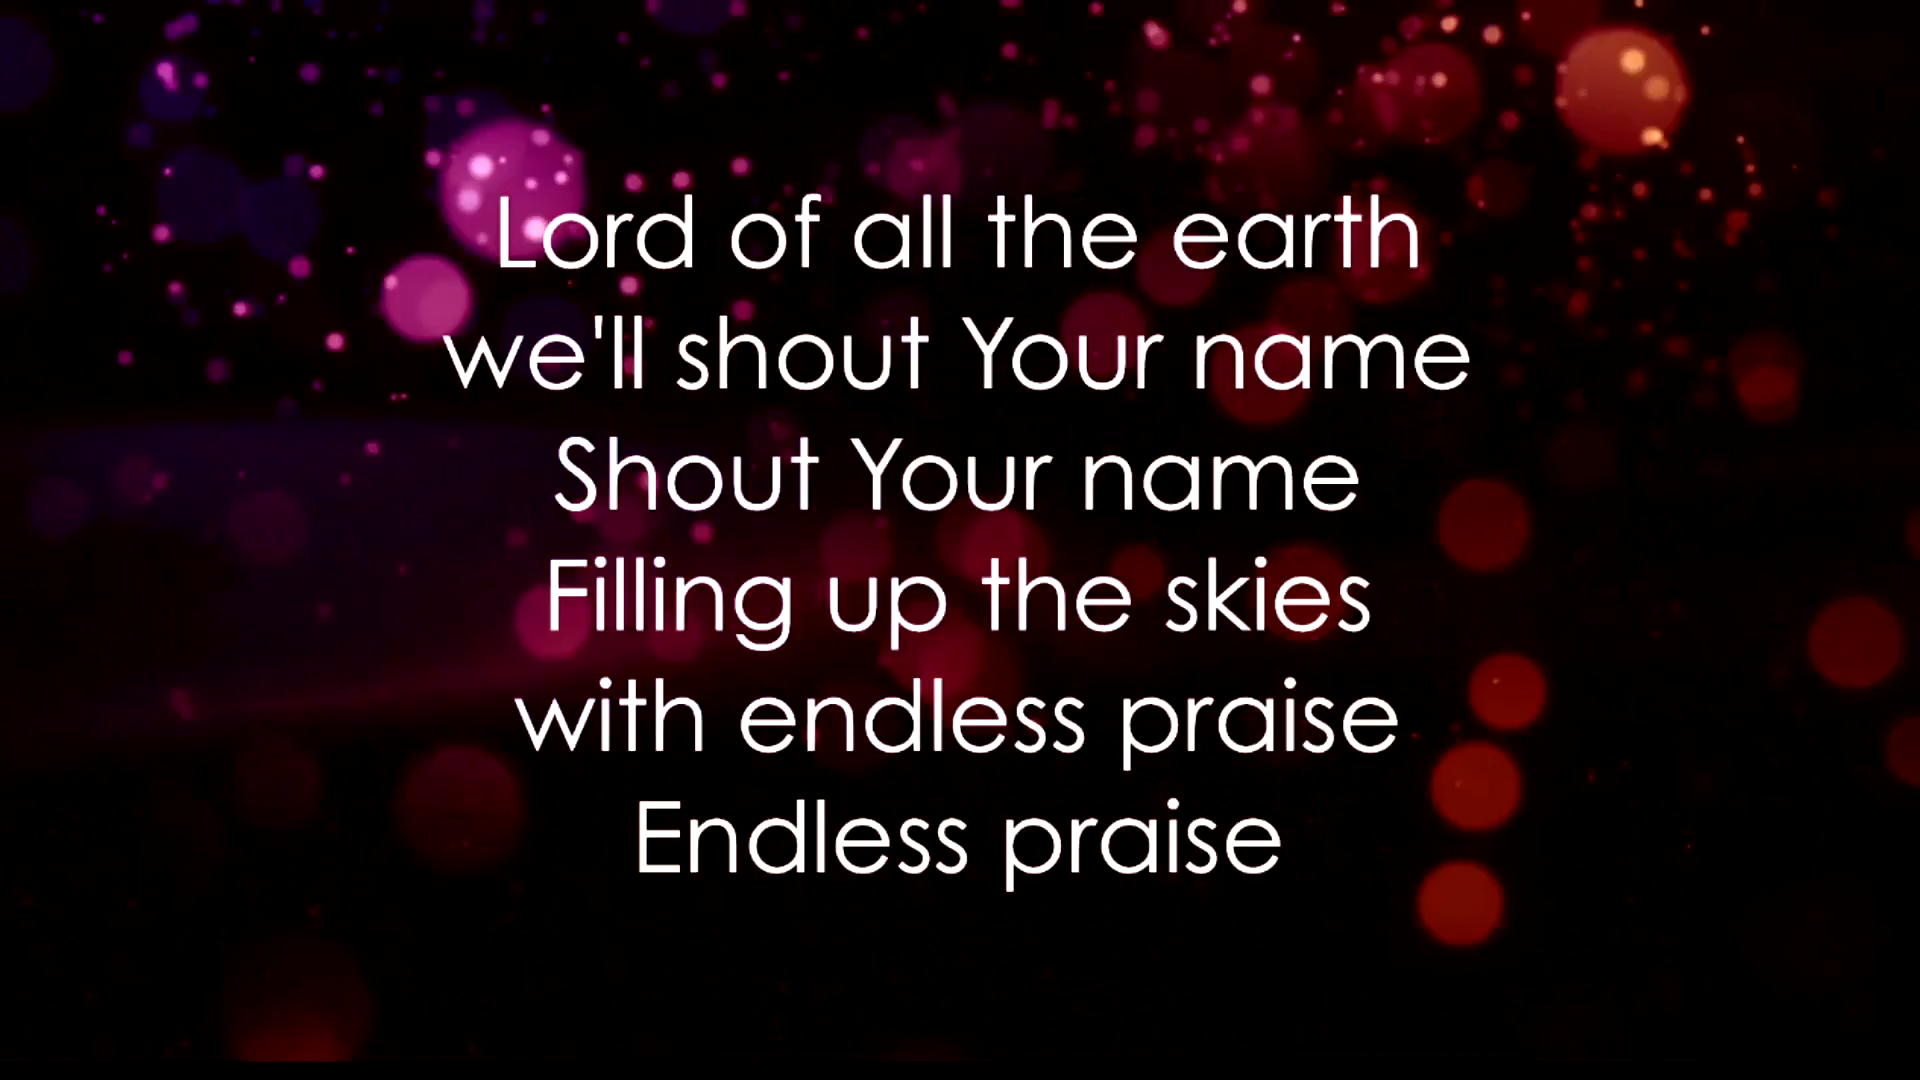 Lord of all the earth
we'll shout Your name
Shout Your name
Filling up the skies
with endless praise
Endless praise